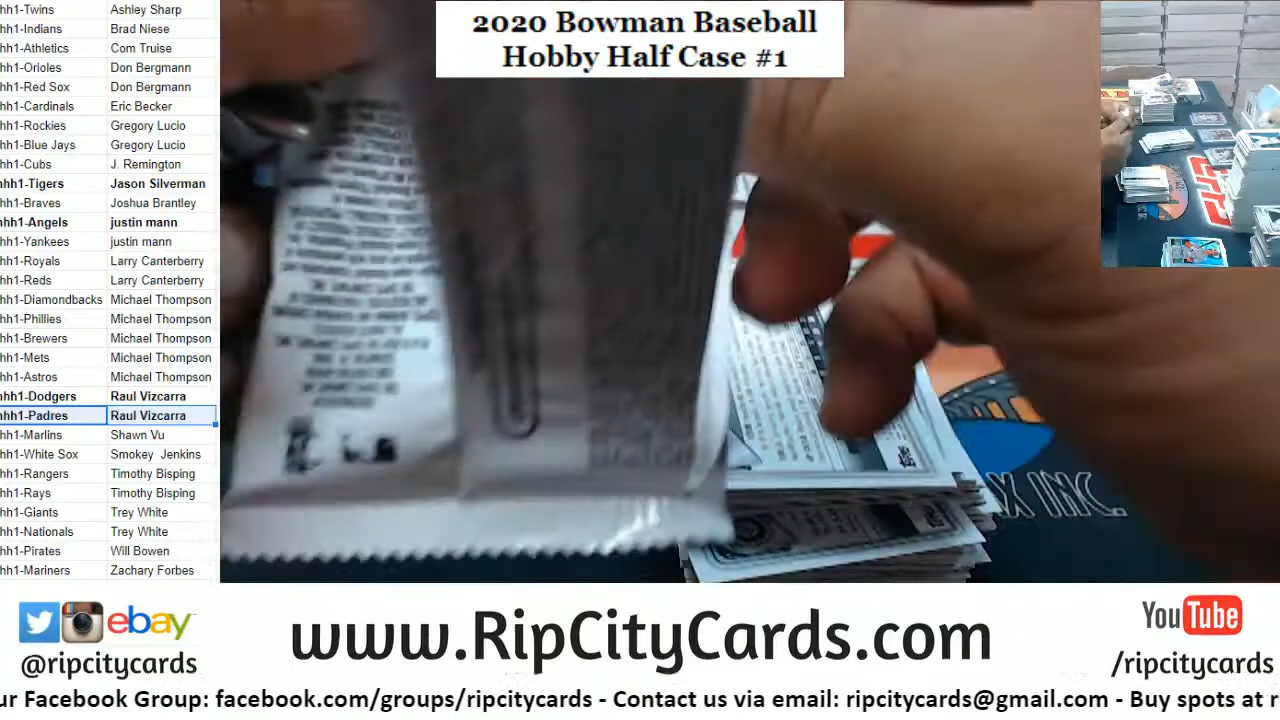 2020 Bowman Baseball
Hobby Half Case #1
hh1-Twins Ashley Sharp
hh1-Indians Brad Niese
hh1-Athletics Com Truise
hh1-Orioles Don Bergmann
hh1-Red Sox Don Bergmann
hh1-Cardinals Eric Becker
hh1-Rockies Gregory Lucio
hh1-Blue Jays Gregory Lucio
hh1-Cubs J. Remington
hhh1-Tigers Jason Silverman
hh1-Braves Joshua Brantley
hhh1-Angels justin mann
hh1-Yankees justin mann
hh1-Royals Larry Canterberry
hh1-Reds Larry Canterberry
hh1-Diamondbacks Michael Thompson
hh1-Phillies Michael Thompson
hh1-Brewers Michael Thompson
hh1-Mets Michael Thompson
hh1-Astros Michael Thompson
hhh1-Dodgers Raul Vizcarra
hhh1-Padres Raul Vizcarra
hh1-Marlins Shawn Vu
hh1-White Sox Smokey Jenkins
hh1-Rangers Timothy Bisping
hh1-Rays Timothy Bisping
hh1-Giants Trey White
hh1-Nationals Trey White
hh1-Pirates Will Bowen
hh1-Mariners Zachary Forbes
X INC.
ebay
@ripcitycards
www.RipCityCards.com
YouTube
/ripcitycards
ur Facebook Group: facebook.com/groups/ripcitycards - Contact us via email: ripcitycards@gmail.com - Buy spots at r